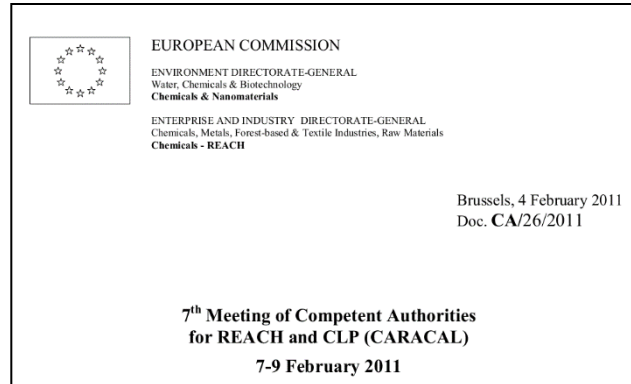 EUROPEAN COMMISSION
ENVIRONMENT DIRECTORATE-GENERAL
Water, Chemicals & Biotechnology
Chemicals & Nanomaterials
ENTERPRISE AND INDUSTRY DIRECTORATE-GENERAL
Chemicals, Metals, Forest-based & Textile Industries, Raw Materials
Chemicals - REACH
Brussels, 4 February 2011
Doc. CA/26/2011
7th Meeting of Competent Authorities
for REACH and CLP (CARACAL)
7-9 February 2011